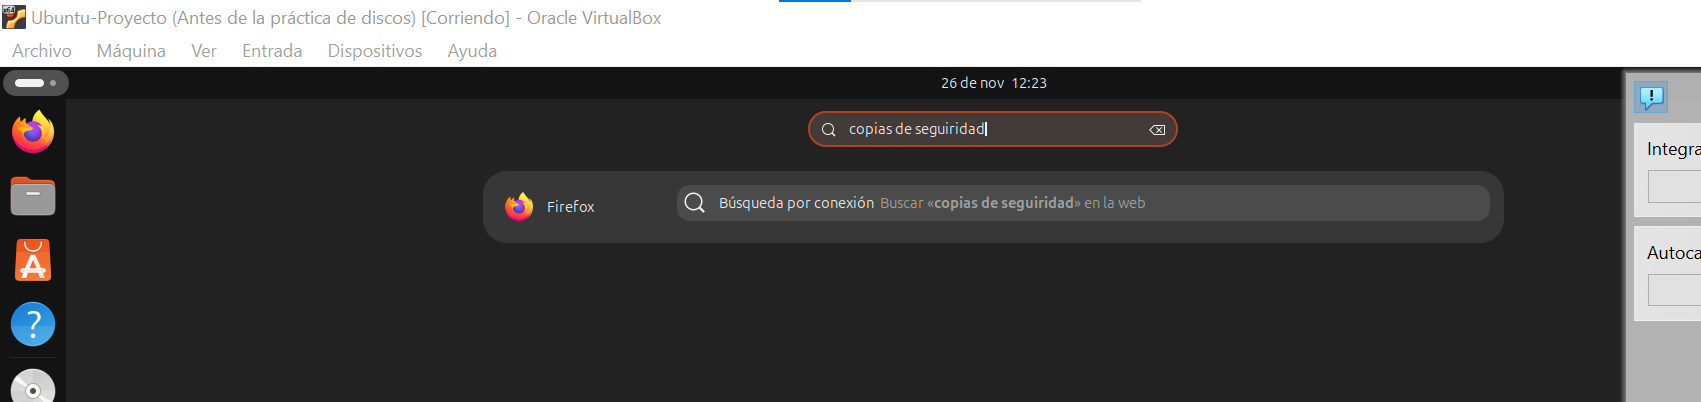 Ubuntu-Proyecto (Antes de la práctica de discos) [Corriendo] - Oracle VirtualBox
Archivo Máquina Ver Entrada Dispositivos Ayuda
26 de nov 12:23
copias de seguiridad
Firefox
Búsqueda por conexión Buscar «copias de seguiridad» en la web
Integra
Autoca